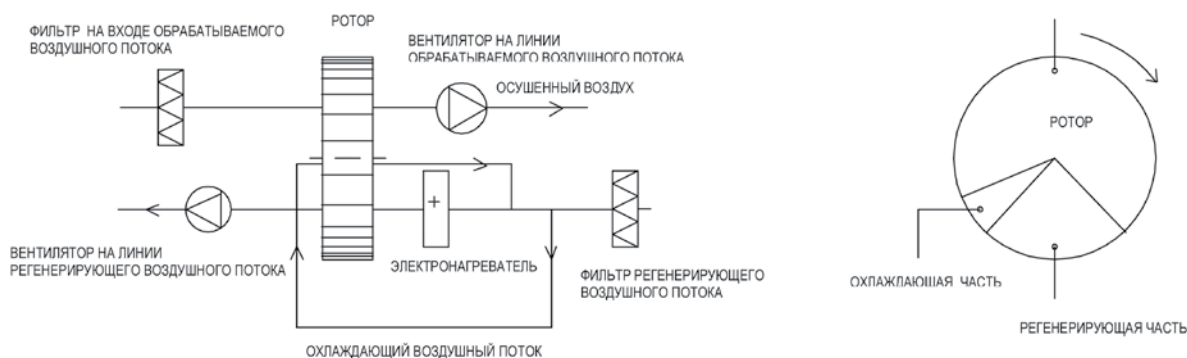 ФИЛЬТР НА ВХОДЕ ОБРАБАТЫВАЕМОГО
ВОЗДУШНОГО ПОТОКА
РОТОР
ВЕНТИЛЯТОР НА ЛИНИИ
ОБРАБАТЫВАЕМОГО ВОЗДУШНОГО ПОТОКА
ОСУШЕННЫЙ ВОЗДУХ
+
ВЕНТИЛЯТОР НА ЛИНИИ
РЕГЕНЕРИРУЮЩЕГО ВОЗДУШНОГО ПОТОКА
ЭЛЕКТРОНАГРЕВАТЕЛЬ
ФИЛЬТР РЕГЕНЕРИРУЮЩЕГО
ВОЗДУШНОГО ПОТОКА
ОХЛАЖДАЮЩИЙ ВОЗДУШНЫЙ ПОТОК
РОТОР
ОХЛАЖДАЮШАЯ ЧАСТЬ
РЕГЕНЕРИРУЮЩАЯ ЧАСТЬ